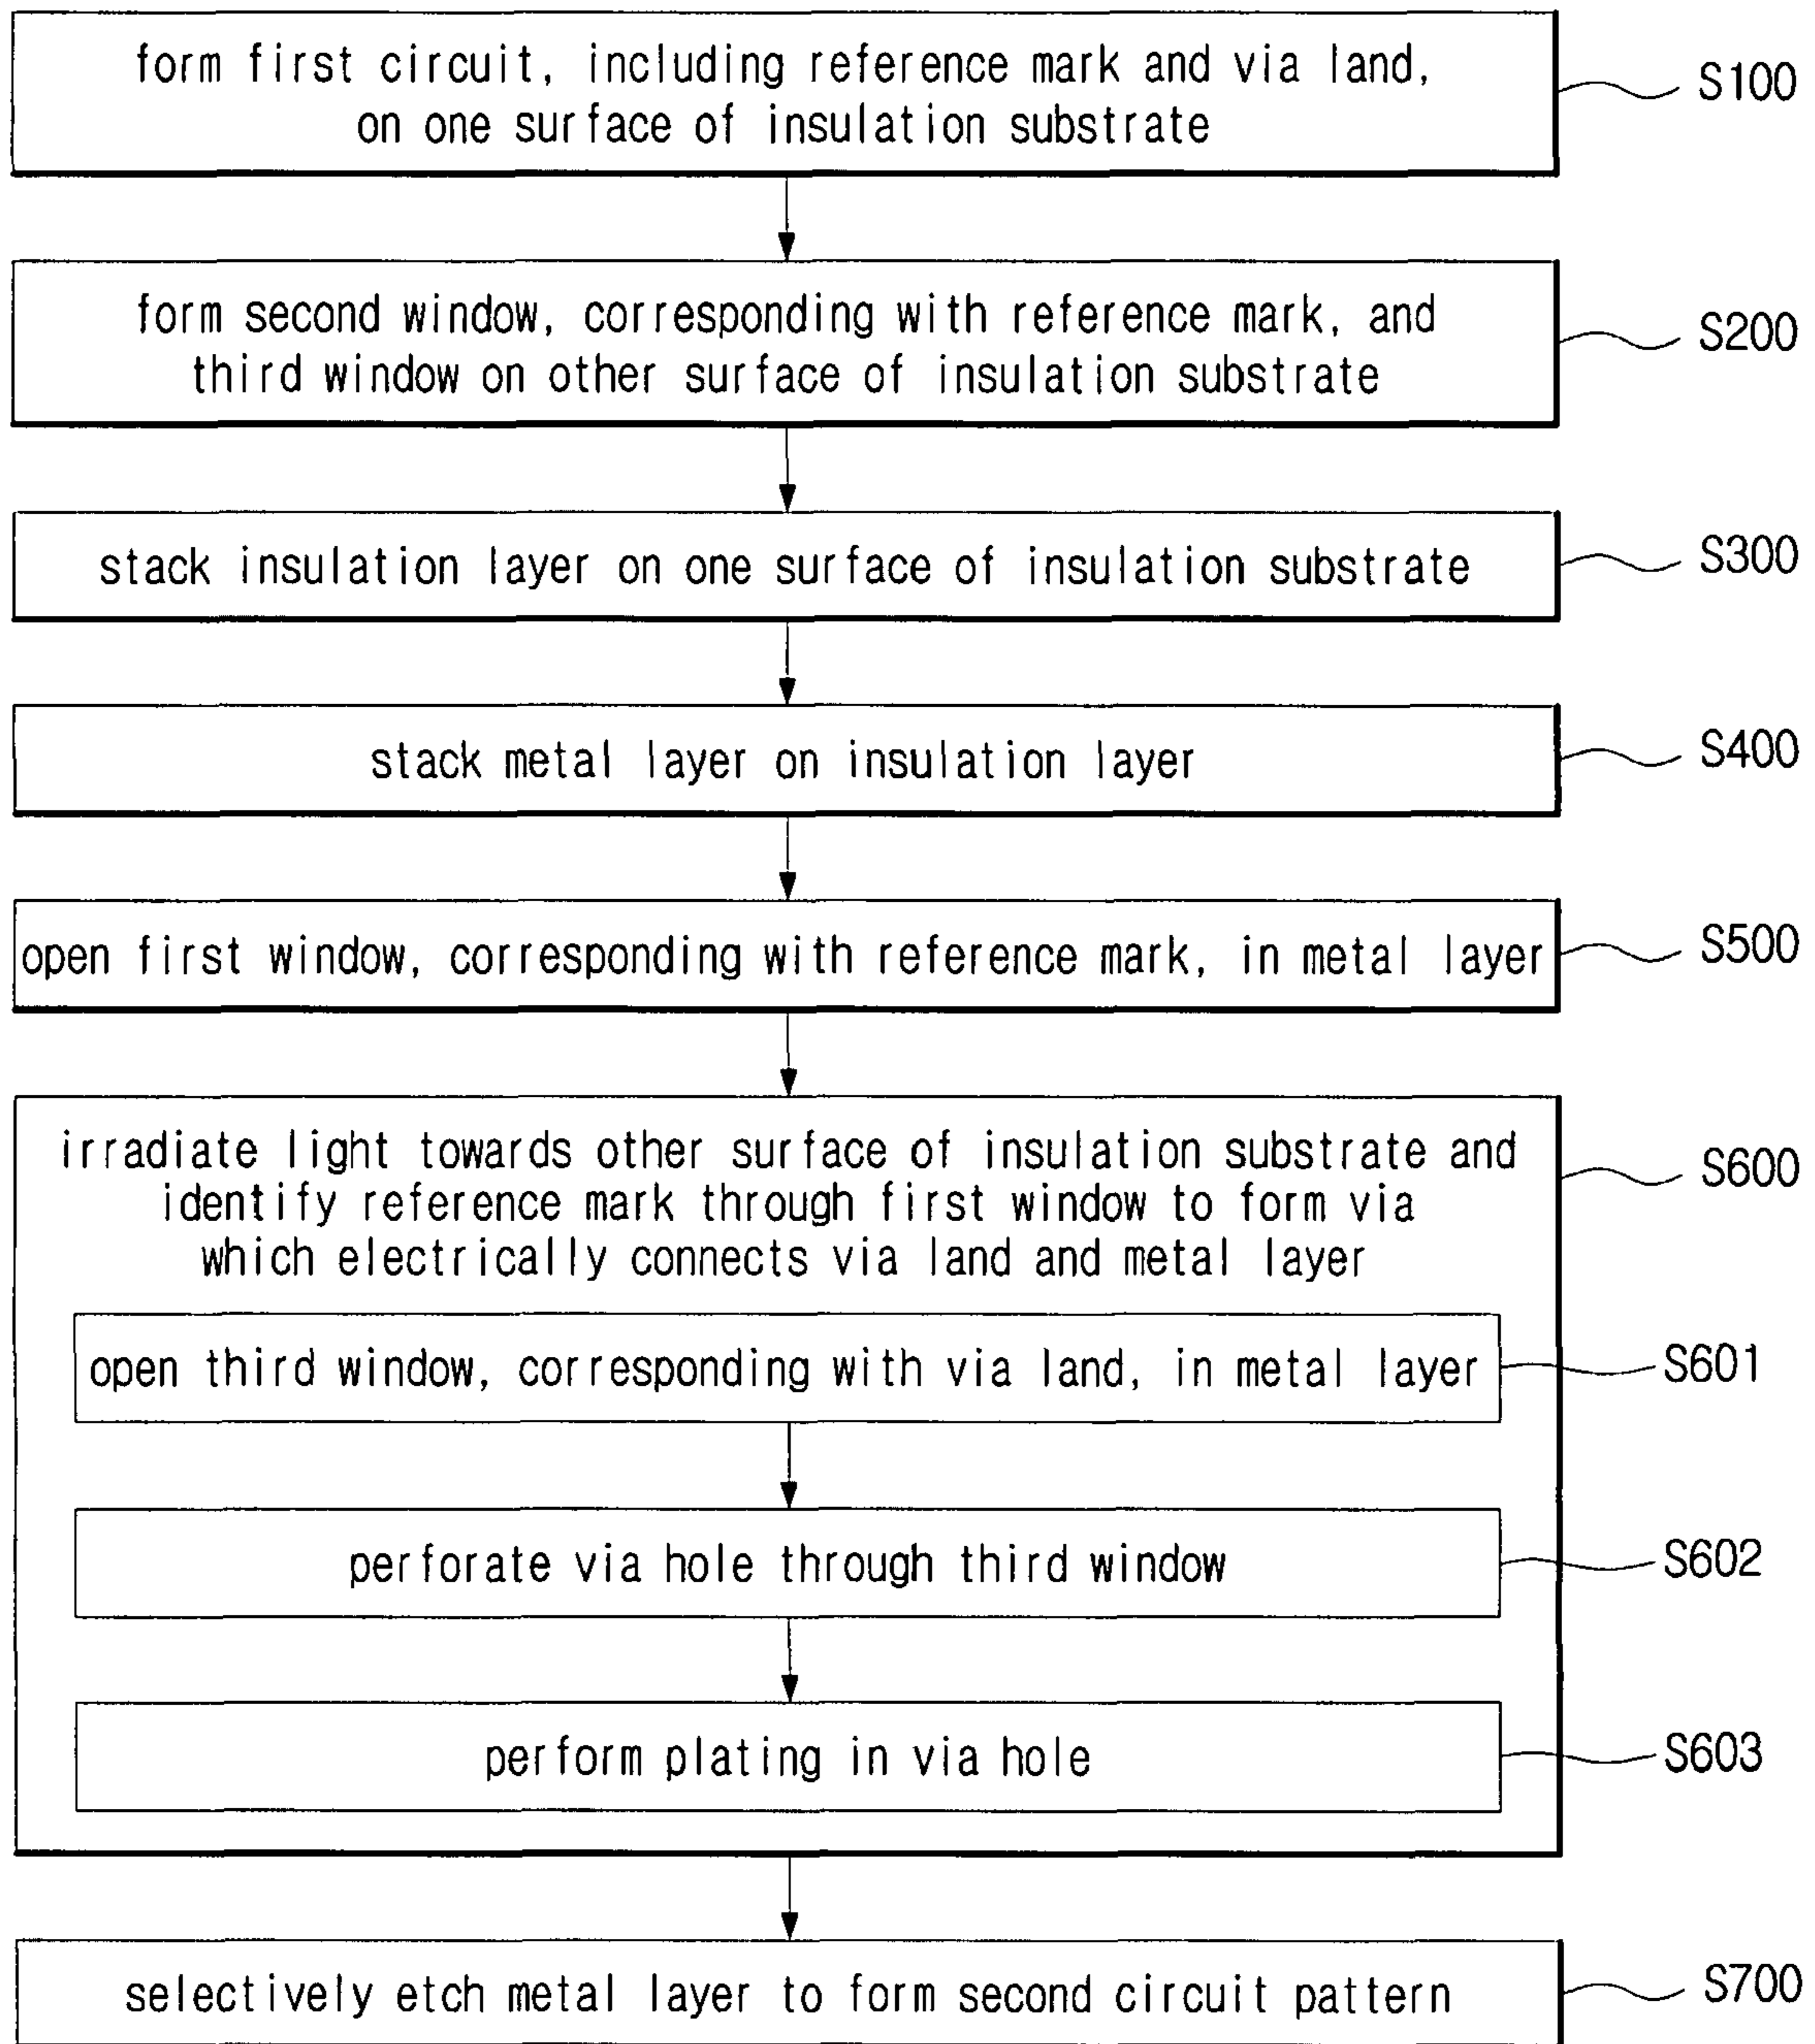 form first circuit, including reference mark and via land,
on one surface of insulation substrate
S100
form second window, corresponding with reference mark, and
third window on other surface of insulation substrate
S200
stack insulation layer on one surface of insulation substrate
S300
stack metal layer on insulation layer
S400
open first window, corresponding with reference mark, in metal layer
S500
irradiate light towards other surface of insulation substrate and
identify reference mark through first window to form via
which electrically connects via land and metal layer
S600
open third window, corresponding with via land, in metal layer
S601
perforate via hole through third window
S602
perform plating in via hole
S603
selectively etch metal layer to form second circuit pattern
S700